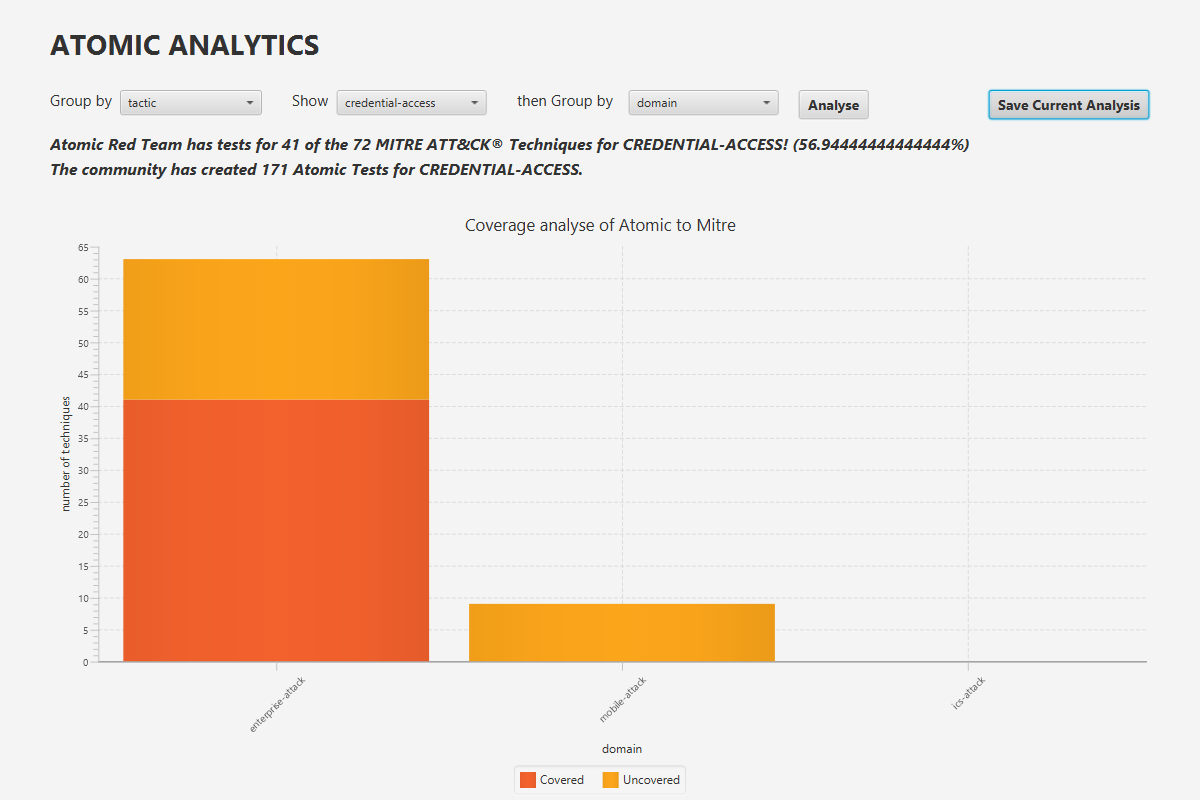 ATOMIC ANALYTICS
Group by tactic Show credential-access then Group by domain Analyse Save Current Analysis
Atomic Red Team has tests for 41 of the 72 MITRE ATT&CK® Techniques for CREDENTIAL-ACCESS! (56.94444444444444%)
The community has created 171 Atomic Tests for CREDENTIAL-ACCESS.
Coverage analyse of Atomic to Mitre
65
60
55
50
45
40
35
30
25
20
15
10
5
0
number of techniques
enterprise-attack mobile-attack ics-attack
domain
Covered Uncovered